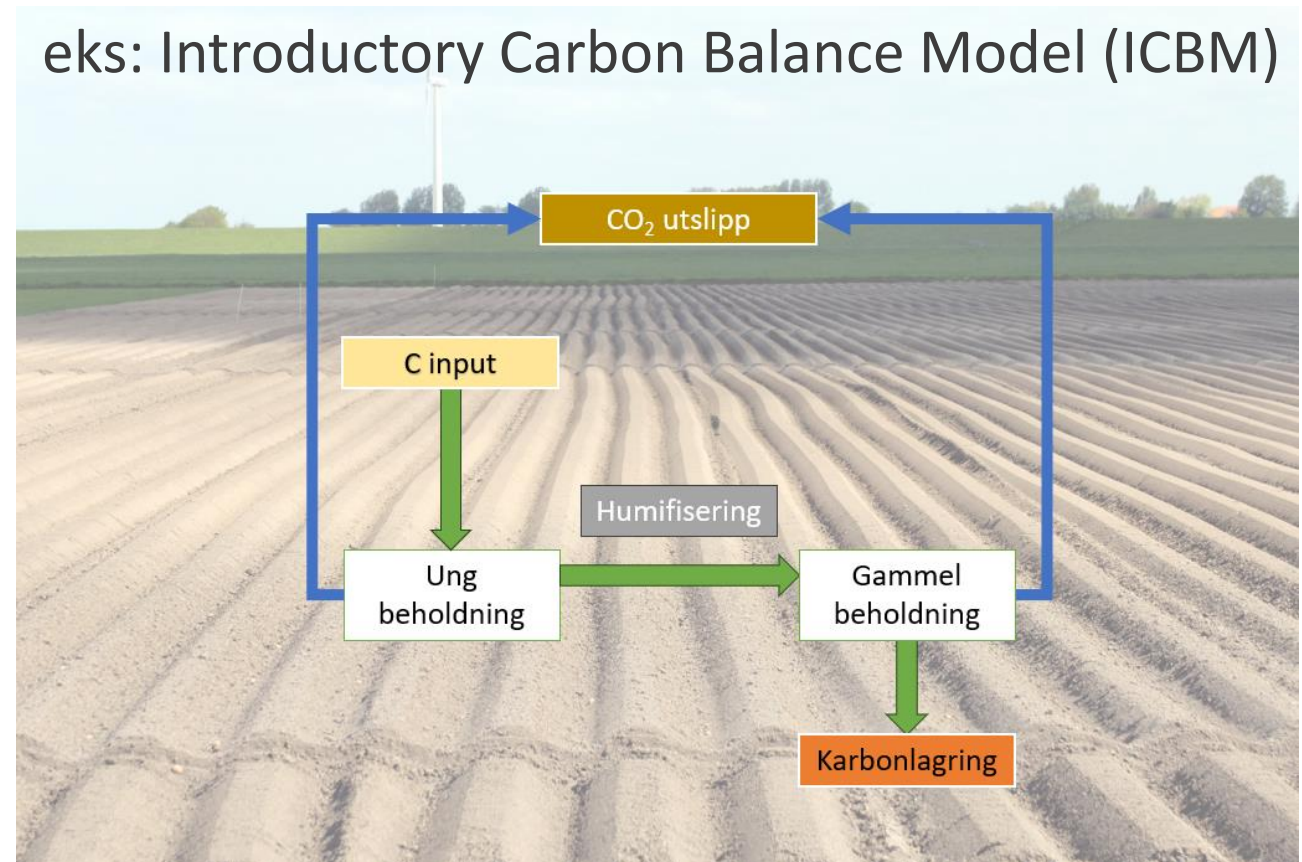 eks: Introductory Carbon Balance Model (ICBM)
CO₂ utslipp
C input
Humifisering
Ung
beholdning
Gammel
beholdning
Karbonlagring